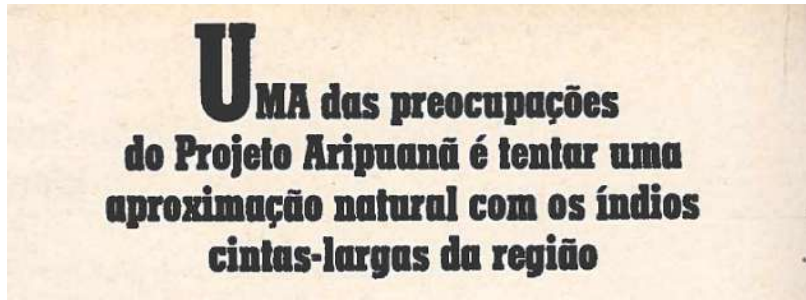 UMA das preocupações
do Projeto Aripuanã é tentar uma
aproximação natural com os índios
cintas-largas da região